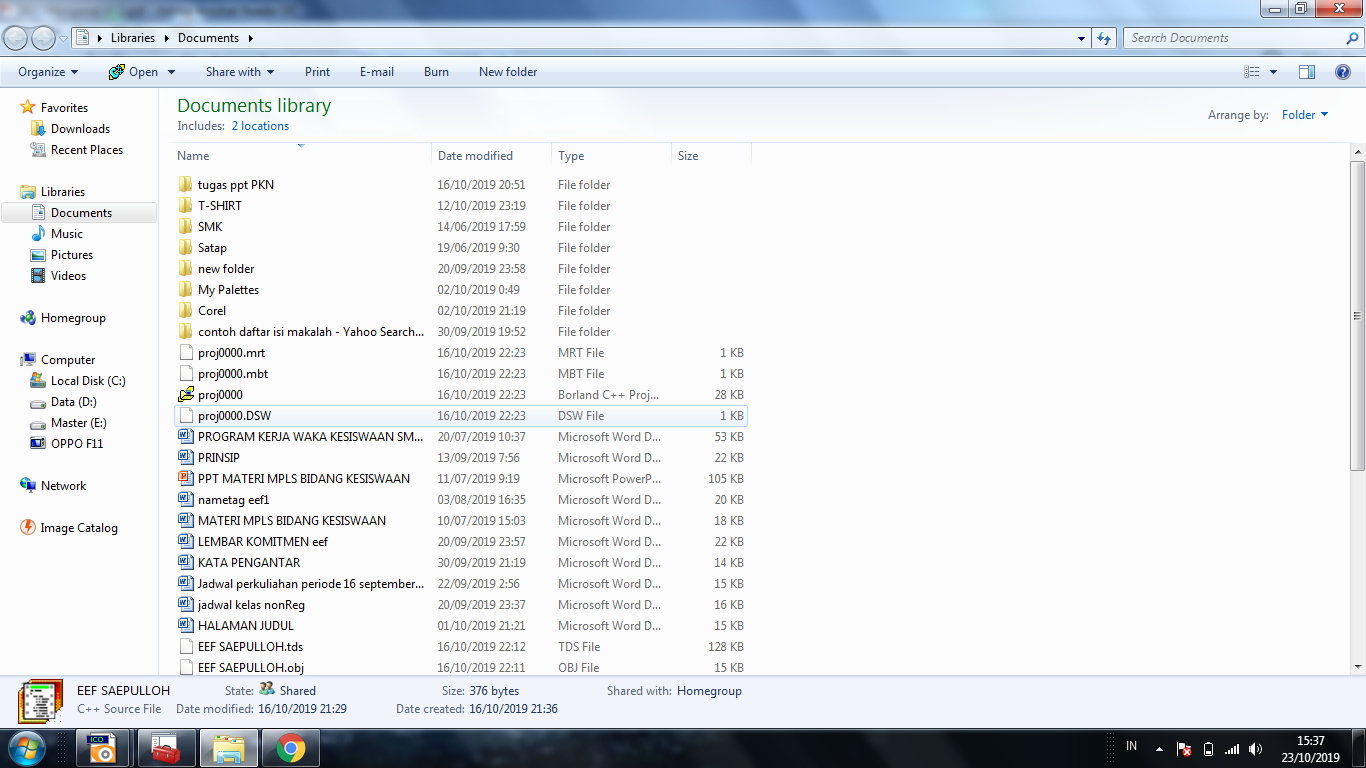 Libraries Documents
Search Documents
Organize Open Share with Print E-mail Burn New folder
Favorites
Downloads
Recent Places
Libraries
Documents
Music
Pictures
Videos
Homegroup
Computer
Local Disk (C:)
Data (D:)
Master (E:)
OPPO F11
Network
Image Catalog
Documents library
Includes: 2 locations
Arrange by: Folder
Name Date modified Type Size
tugas ppt PKN 16/10/2019 20:51 File folder
T-SHIRT 12/10/2019 23:19 File folder
SMK 14/06/2019 17:59 File folder
Satap 19/06/2019 9:30 File folder
new folder 20/09/2019 23:58 File folder
My Palettes 02/10/2019 0:49 File folder
Corel 02/10/2019 21:19 File folder
contoh daftar isi makalah - Yahoo Search... 30/09/2019 19:52 File folder
proj0000.mrt 16/10/2019 22:23 MRT File 1 KB
proj0000.mbt 16/10/2019 22:23 MBT File 1 KB
proj0000 16/10/2019 22:23 Borland C++ Proj... 28 KB
proj0000.DSW 16/10/2019 22:23 DSW File 1 KB
PROGRAM KERJA WAKA KESISWAAN SM... 20/07/2019 10:37 Microsoft Word D... 53 KB
PRINSIP 13/09/2019 7:56 Microsoft Word D... 22 KB
PPT MATERI MPLS BIDANG KESISWAAN 11/07/2019 9:19 Microsoft PowerP... 105 KB
nametag eef1 03/08/2019 16:35 Microsoft Word D... 20 KB
MATERI MPLS BIDANG KESISWAAN 10/07/2019 15:03 Microsoft Word D... 18 KB
LEMBAR KOMITMEN eef 20/09/2019 23:57 Microsoft Word D... 22 KB
KATA PENGANTAR 30/09/2019 21:19 Microsoft Word D... 14 KB
Jadwal perkuliahan periode 16 september... 22/09/2019 2:56 Microsoft Word D... 15 KB
jadwal kelas nonReg 20/09/2019 23:37 Microsoft Word D... 16 KB
HALAMAN JUDUL 01/10/2019 21:21 Microsoft Word D... 15 KB
EEF SAEPULLOH.tds 16/10/2019 22:12 TDS File 128 KB
EEF SAEPULLOH.obj 16/10/2019 22:11 OBJ File 15 KB
EEF SAEPULLOH State: Shared Size: 376 bytes Shared with: Homegroup
C++ Source File Date modified: 16/10/2019 21:29 Date created: 16/10/2019 21:36
ICO
IN
15:37
23/10/2019